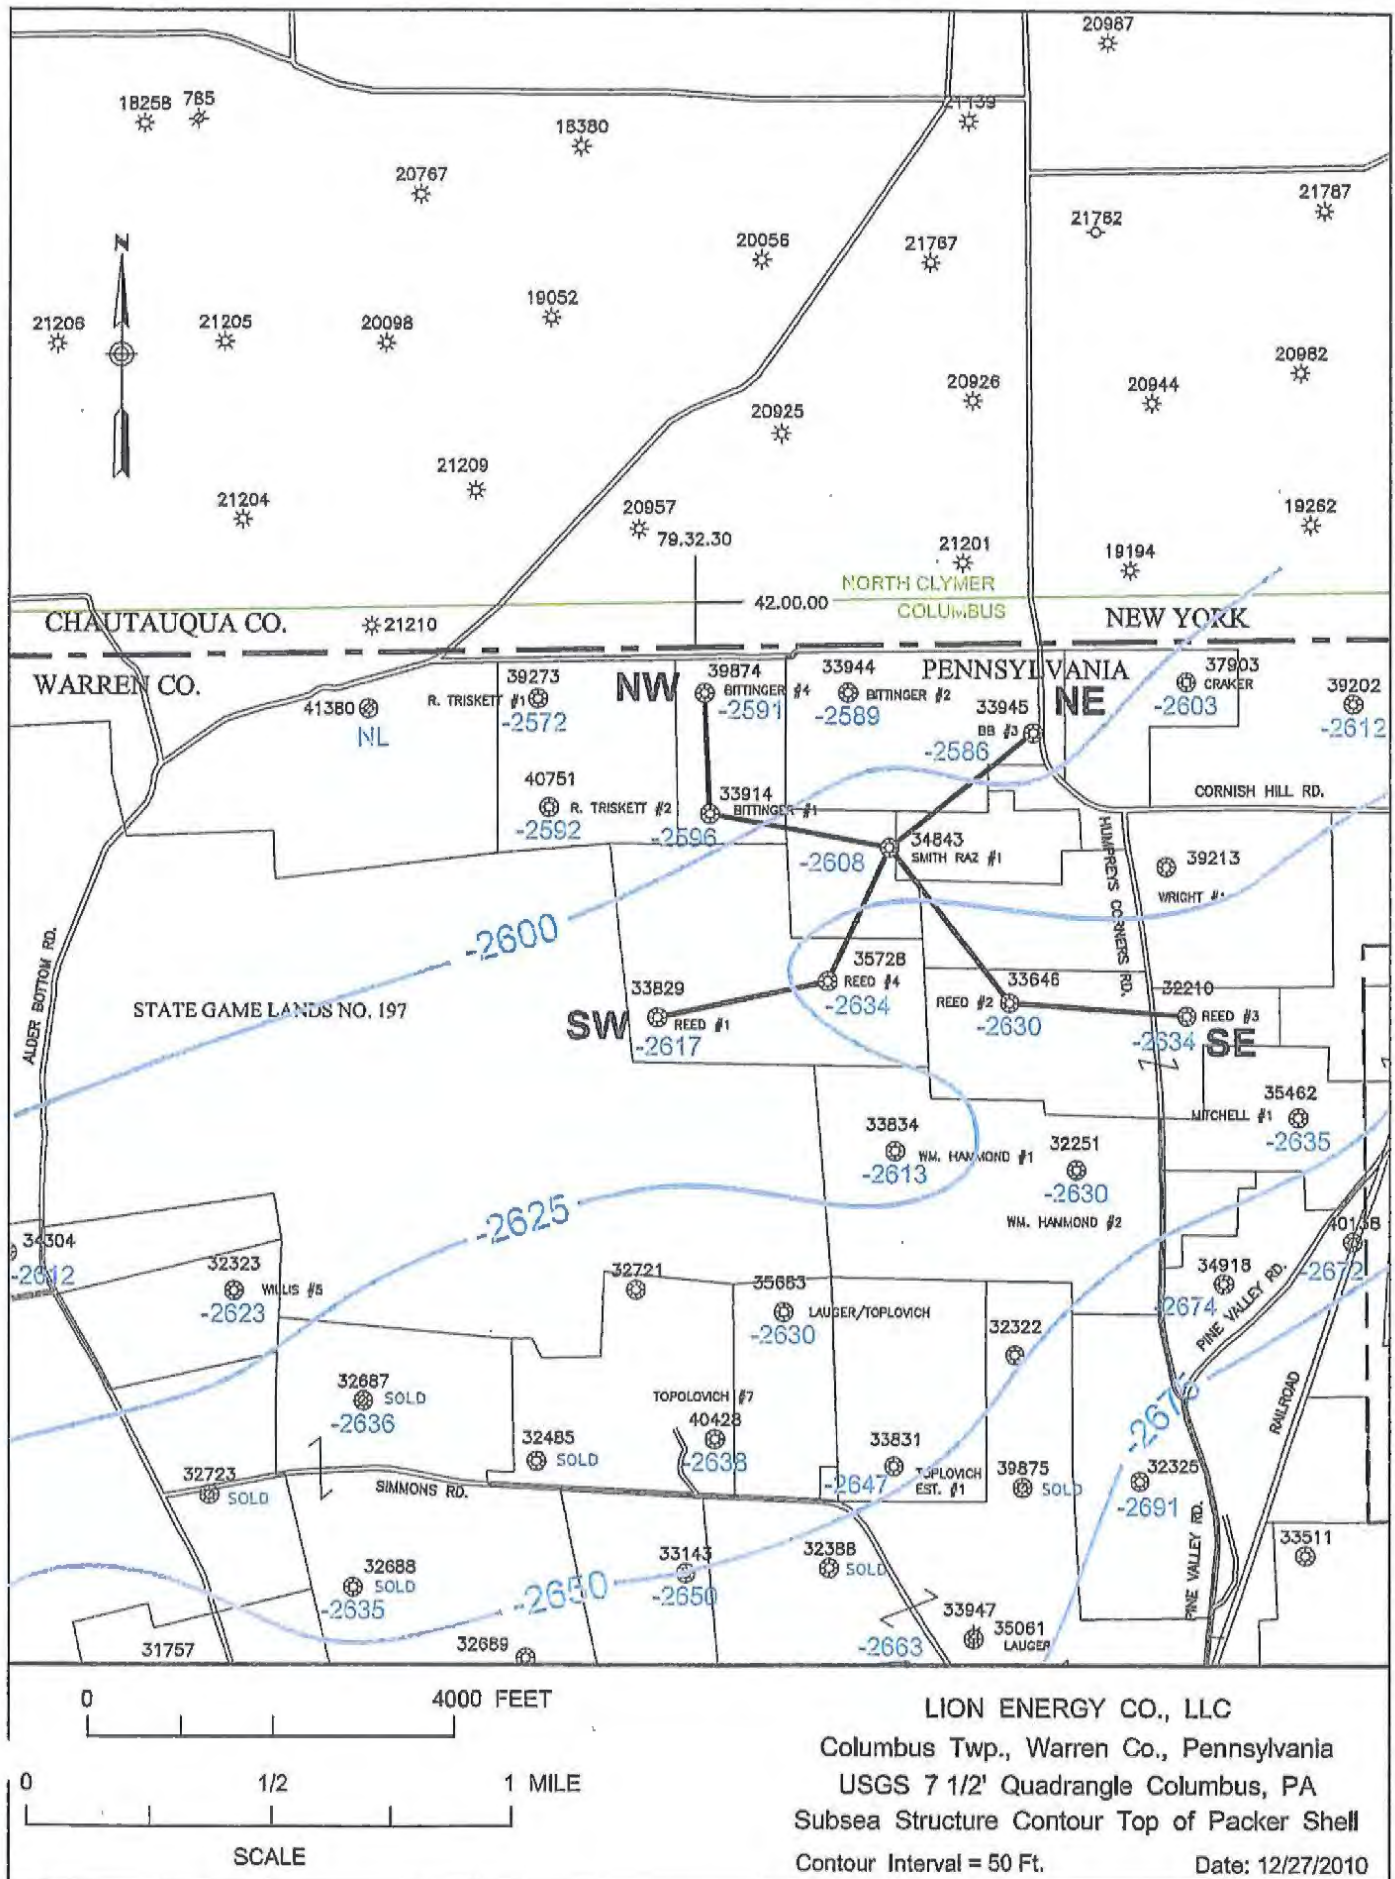 20987
18258 785
21139
18380
20767
21787
21762
20056
21767
N
19052
21206
21205
20098
20982
20926
20944
20925
21209
21204
20957
19262
79.32.30
21201
19194
NORTH CLYMER
42.00.00
COLUMBUS
CHAUTAUQUA CO.
21210
NEW YORK
WARREN CO.
PENNSYLVANIA
39273
R. TRISKETT #1
-2572
NW
39874
BITTINGER #4
-2591
33944
BITTINGER #2
-2589
33945
BB #3
-2586
NE
37903
CRAKER
-2603
39202
-2612
41380
NL
40751
R. TRISKETT #2
-2592
33914
BITTINGER #1
-2596
CORNISH HILL RD.
34843
SMITH RAZ #1
-2608
HUMPREYS CORNERS RD.
39213
WRIGHT #1
-2600
ALDER BOTTOM RD.
STATE GAME LANDS NO. 197
35728
REED #4
-2634
33829
SW
REED #1
-2617
33646
REED #2
-2630
32210
REED #3
-2634
SE
35462
MITCHELL #1
-2635
33834
WM. HAMMOND #1
-2613
32251
-2630
WM. HAMMOND #2
-2625
34304
-2612
32323
WILLIS #5
-2623
32721
35683
LAUGER/TOPLOVICH
-2630
40138
-2672
34918
-2674
PINE VALLEY RD.
32322
32687
SOLD
-2636
TOPOLOVICH #7
40428
-2638
-2675
RAILROAD
32485
SOLD
33831
TOPLOVICH
EST. #1
-2647
39875
SOLD
32325
-2691
32723
SOLD
SIMMONS RD.
PINE VALLEY RD.
33511
32688
SOLD
-2635
-2650
33143
-2650
32388
SOLD
33947
35061
LAUGER
-2663
31757
32689
0 4000 FEET
0 1/2 1 MILE
SCALE
LION ENERGY CO., LLC
Columbus Twp., Warren Co., Pennsylvania
USGS 7 1/2' Quadrangle Columbus, PA
Subsea Structure Contour Top of Packer Shell
Contour Interval = 50 Ft. Date: 12/27/2010